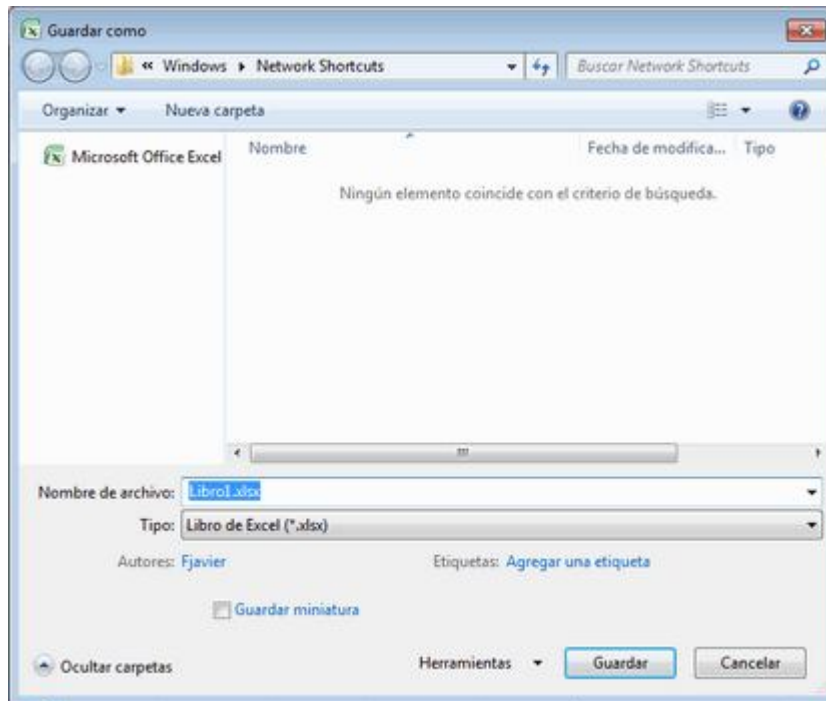 Guardar como
« Windows Network Shortcuts Buscar Network Shortcuts
Organizar Nueva carpeta
Microsoft Office Excel Nombre Fecha de modifica... Tipo
Ningún elemento coincide con el criterio de búsqueda.
Nombre de archivo: Libro1.xlsx
Tipo: Libro de Excel (*.xlsx)
Autores: Fjavier Etiquetas: Agregar una etiqueta
Guardar miniatura
Ocultar carpetas Herramientas Guardar Cancelar